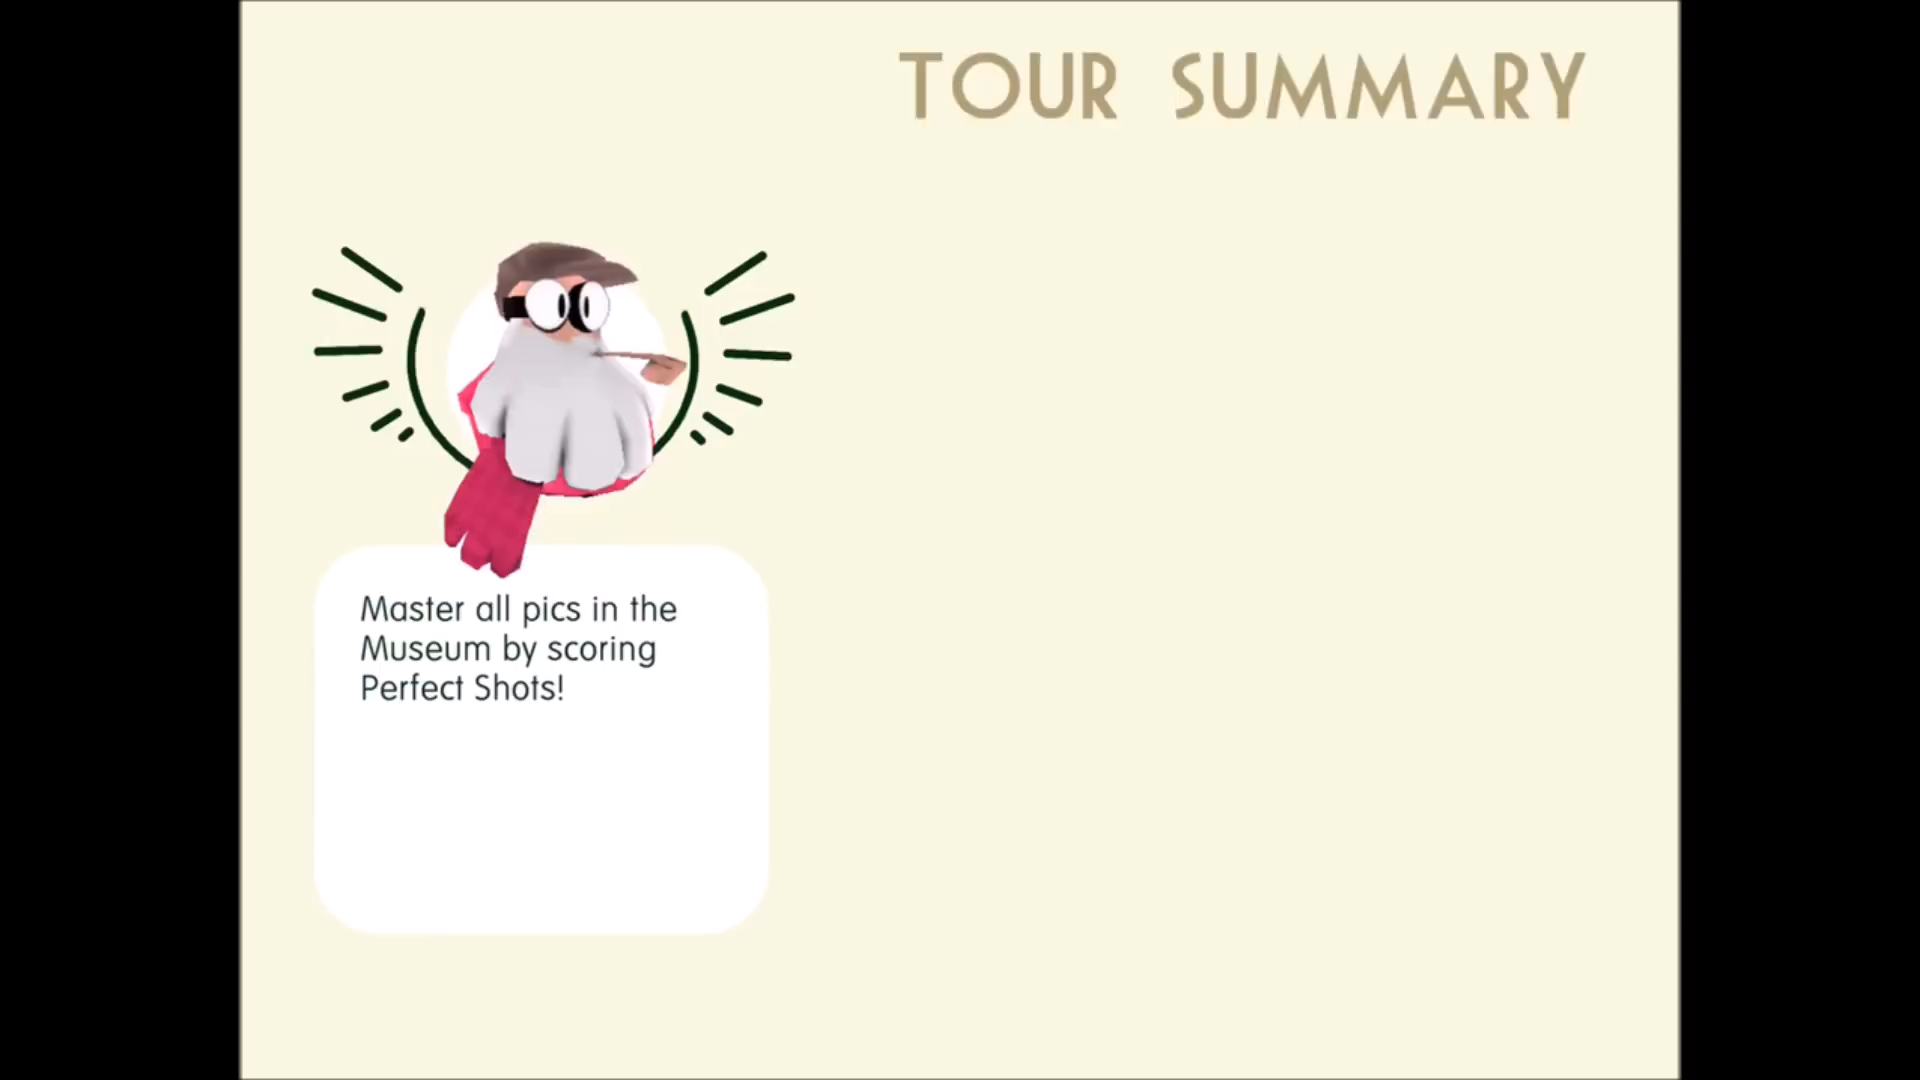 TOUR SUMMARY
Master all pics in the
Museum by scoring
Perfect Shots!